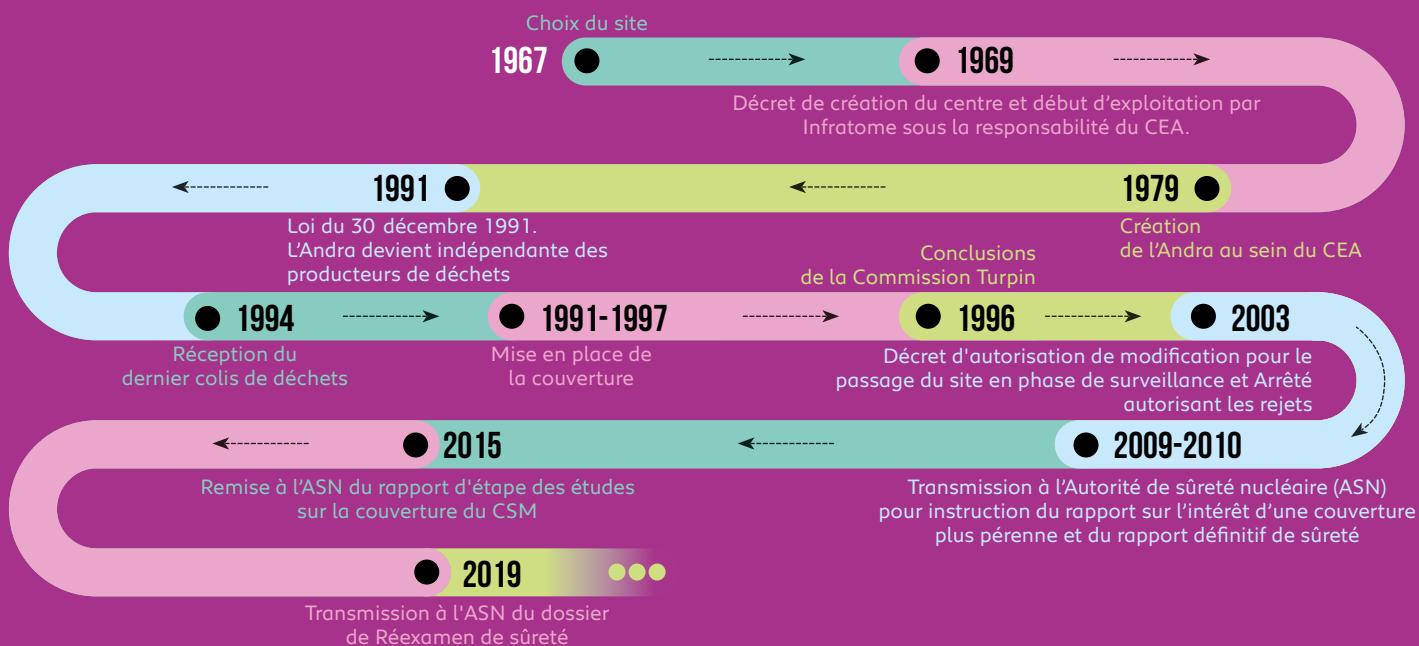 Choix du site
1967
1969
Décret de création du centre et début d'exploitation par
Infratome sous la responsabilité du CEA.
1979
Création
de l'Andra au sein du CEA
1991
Loi du 30 décembre 1991.
L'Andra devient indépendante des
producteurs de déchets
1994
Réception du
dernier colis de déchets
1991-1997
Mise en place de
la couverture
Conclusions
de la Commission Turpin
1996
2003
Décret d'autorisation de modification pour le
passage du site en phase de surveillance et Arrêté
autorisant les rejets
2009-2010
Transmission à l'Autorité de sûreté nucléaire (ASN)
pour instruction du rapport sur l'intérêt d'une couverture
plus pérenne et du rapport définitif de sûreté
2015
Remise à l'ASN du rapport d'étape des études
sur la couverture du CSM
2019
Transmission à l'ASN du dossier
de Réexamen de sûreté